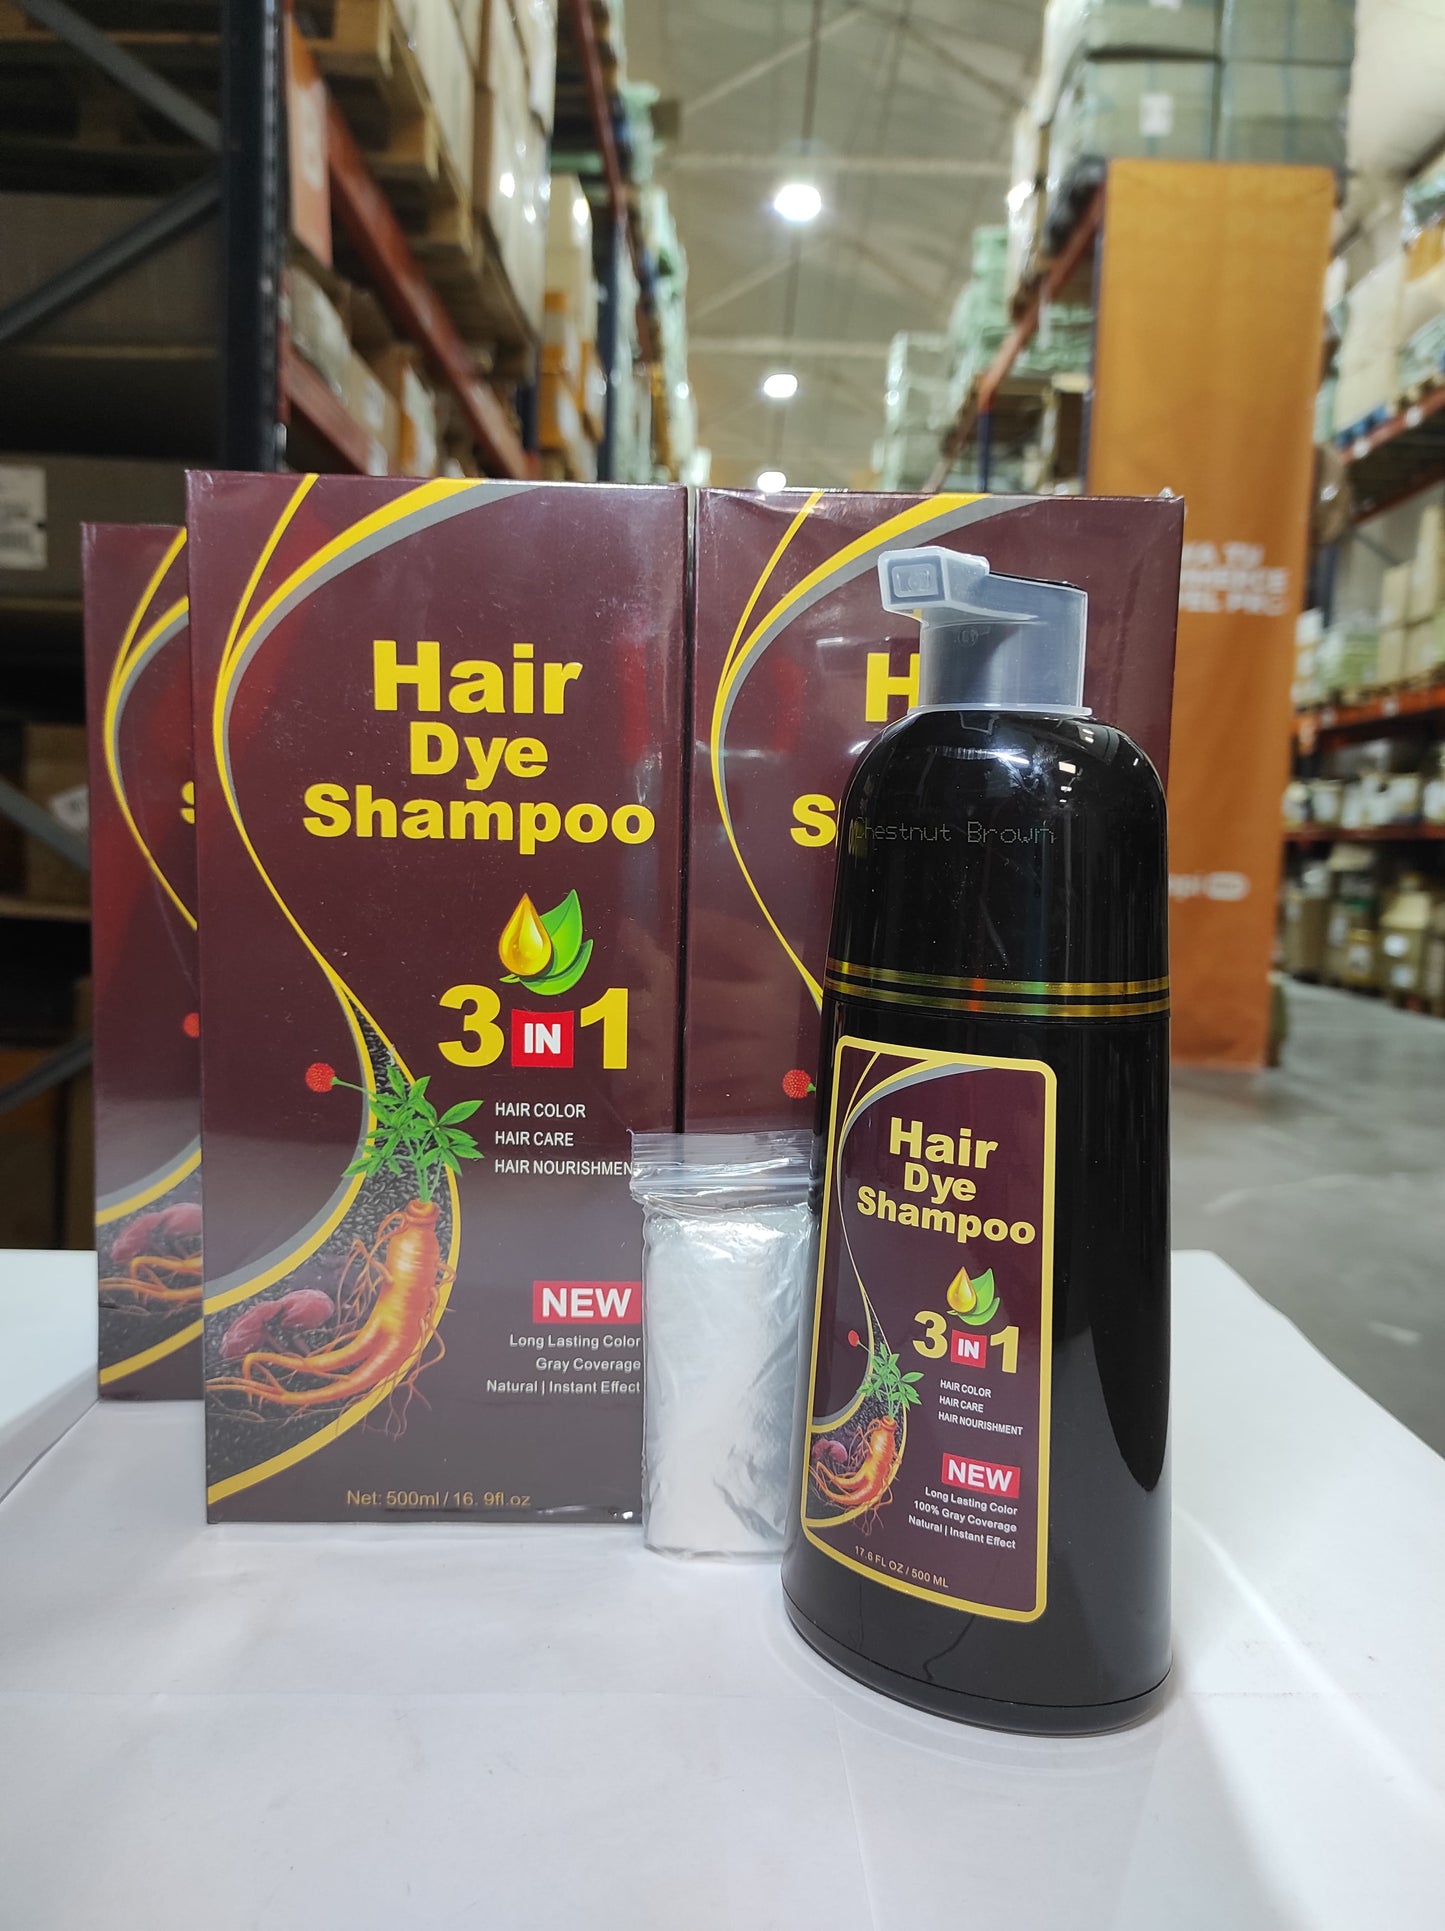 Hair
Dye
Shampoo
3 IN 1
HAIR COLOR
HAIR CARE
HAIR NOURISHMEN
NEW
Long Lasting Color
Gray Coverage
Natural | Instant Effect
Net: 500ml / 16. 9fl.oz
H
S
Chestnut Brown
Hair
Dye
Shampoo
3 IN 1
HAIR COLOR
HAIR CARE
HAIR NOURISHMENT
NEW
Long Lasting Color
100% Gray Coverage
Natural | Instant Effect
17.6 FL OZ / 500 ML
TU